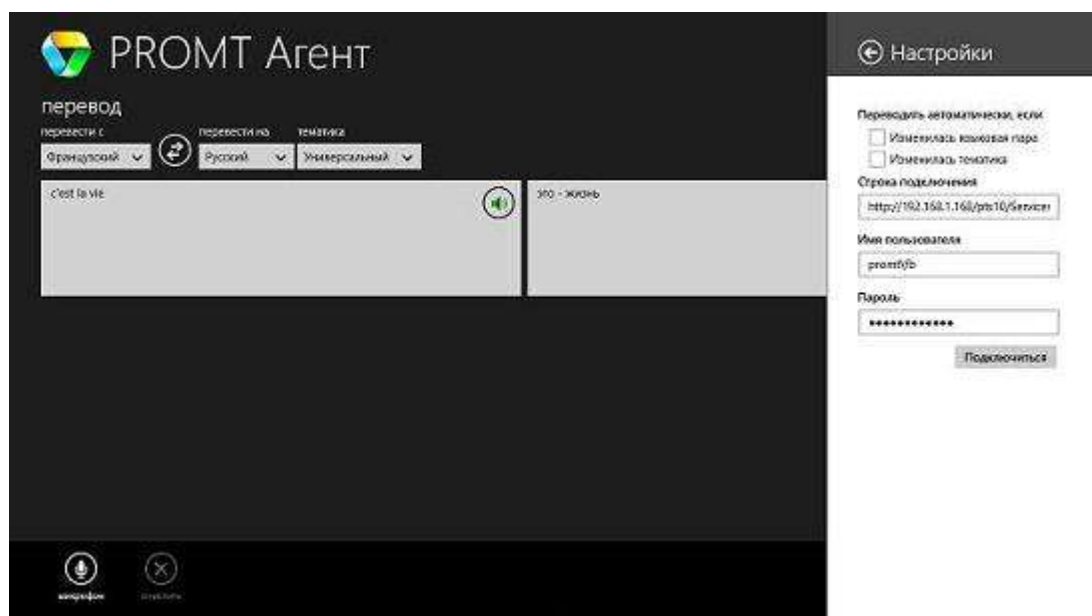 PROMT Агент
перевод
перевести с
перевести на
тематика
Французский
Русский
Универсальный
c'est la vie
это - жизнь
микрофон
очистить
Настройки
Переводить автоматически, если
Изменилась языковая пара
Изменилась тематика
Строка подключения
http://192.168.1.168/pts10/Services
Имя пользователя
promt\fb
Пароль
••••••••••••
Подключиться